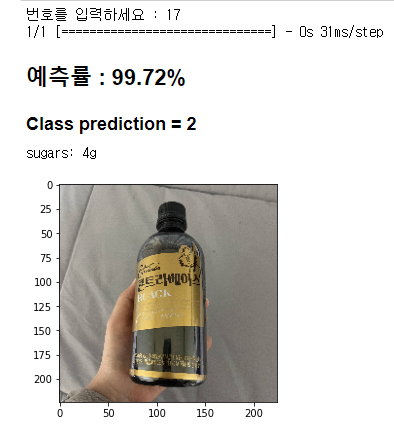 번호를 입력하세요 : 17
1/1 [==============================] - 0s 31ms/step
예측률 : 99.72%
Class prediction = 2
sugars: 4g
0
25
50
75
100
125
150
175
200
콘트라베이스
BLACK
0
50
100
150
200